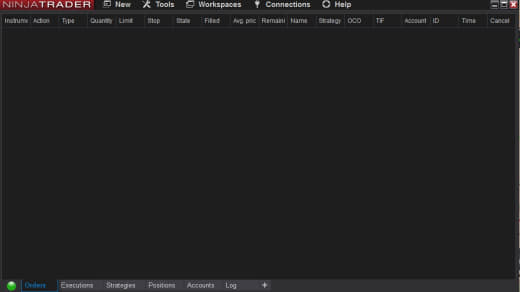 NINJATRADER New Tools Workspaces Connections Help
Instrume Action Type Quantity Limit Stop State Filled Avg. pric Remaini Name Strategy OCO TIF Account ID Time Cancel
Orders Executions Strategies Positions Accounts Log +